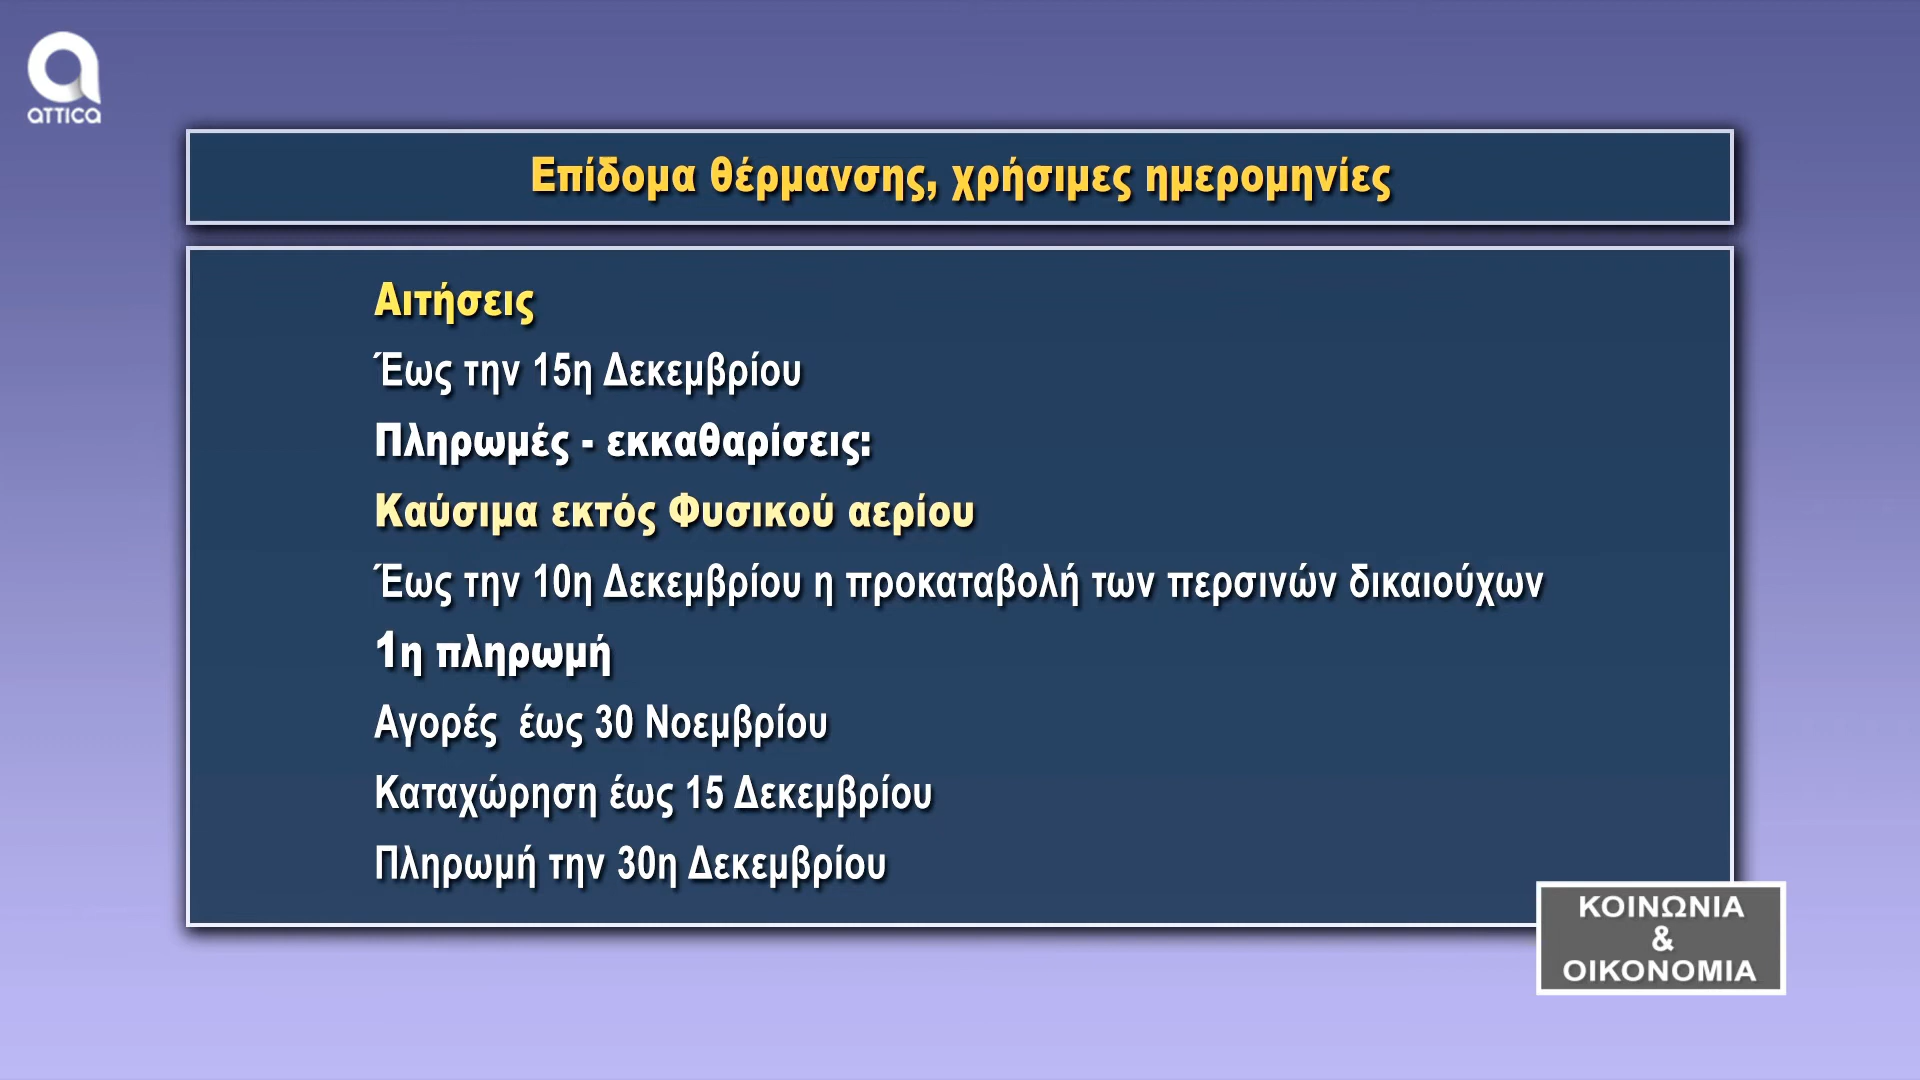 αττιcα
Επίδομα θέρμανσης, χρήσιμες ημερομηνίες
Αιτήσεις
Έως την 15η Δεκεμβρίου
Πληρωμές - εκκαθαρίσεις:
Καύσιμα εκτός Φυσικού αερίου
Έως την 10η Δεκεμβρίου η προκαταβολή των περσινών δικαιούχων
1η πληρωμή
Αγορές  έως 30 Νοεμβρίου
Καταχώρηση έως 15 Δεκεμβρίου
Πληρωμή την 30η Δεκεμβρίου
ΚΟΙΝΩΝΙΑ
&
ΟΙΚΟΝΟΜΙΑ